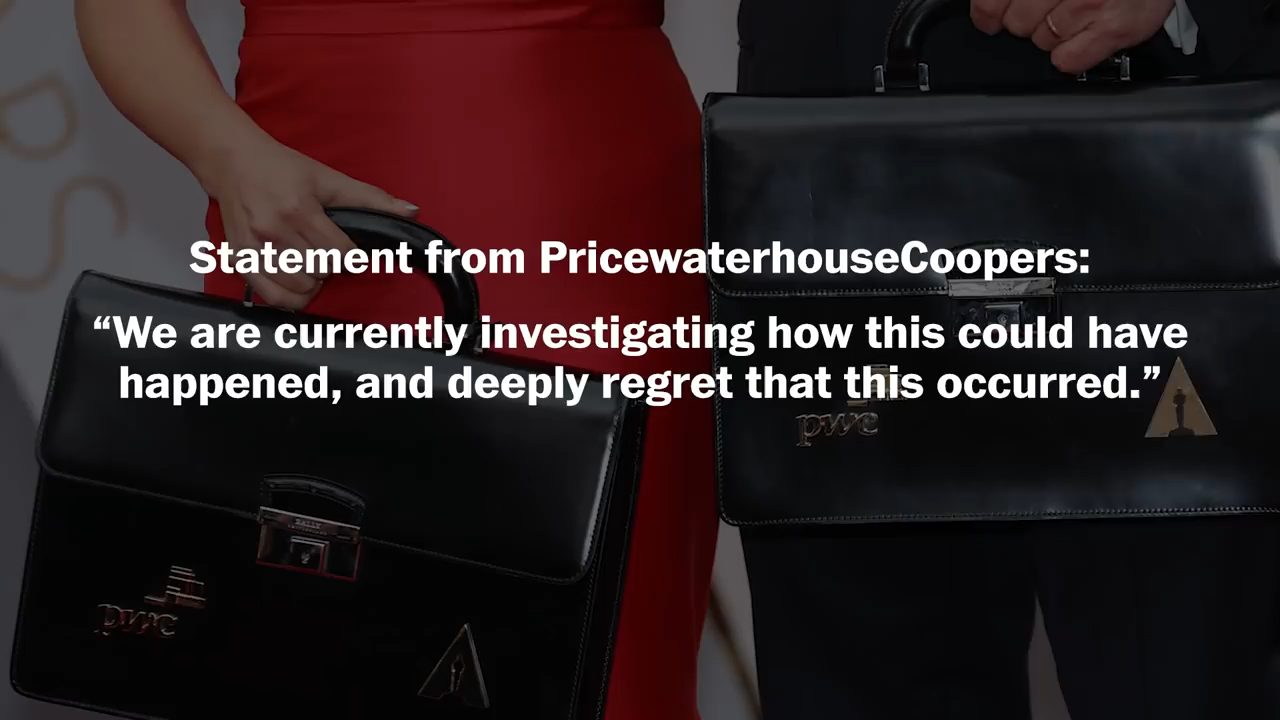 Statement from PricewaterhouseCoopers:
“We are currently investigating how this could have
happened, and deeply regret that this occurred.”
pwc
BALLY
pwc